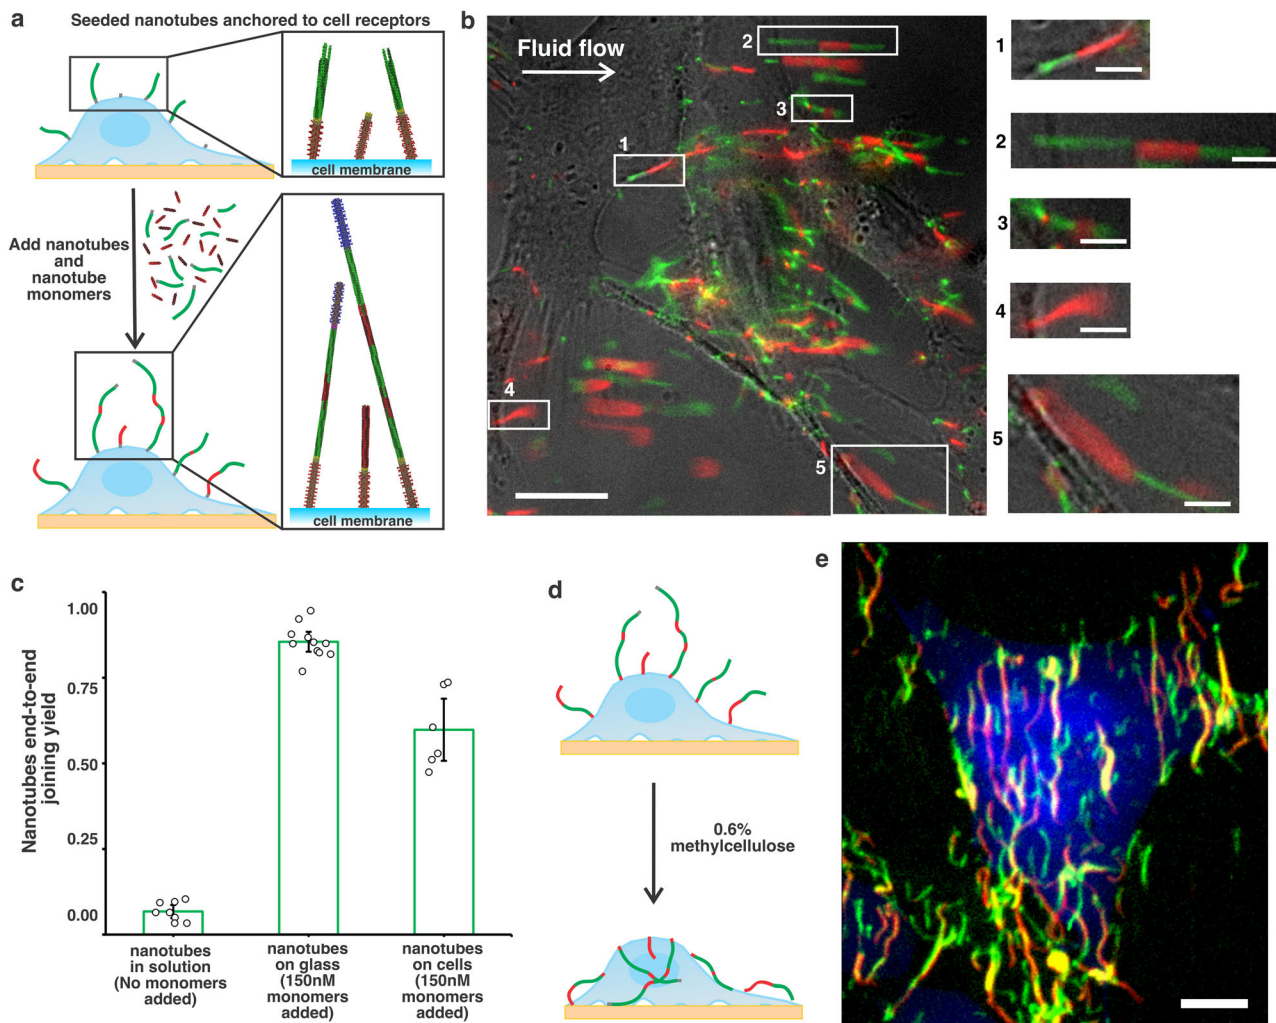 a
Seeded nanotubes anchored to cell receptors
cell membrane
Add nanotubes
and
nanotube
monomers
cell membrane
b
Fluid flow
1
2
3
4
5
1
2
3
4
5
c
Nanotubes end-to-end
joining yield
1.00
0.75
0.50
0.25
0.00
nanotubes
in solution
(No monomers
added)
nanotubes
on glass
(150nM
monomers
added)
nanotubes
on cells
(150nM
monomers
added)
d
0.6%
methylcellulose
e